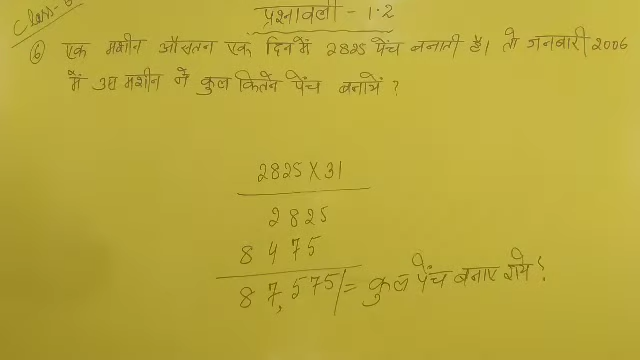 Class-6
प्रश्नावली - 1.2
⑥ एक मशीन औसतन एक दिन में 2825 पेंच बनाती है। तो जनबारी 2006
में उस मशीन ने कुल कितने पेंच बनाये ?
2825 X 31
2825
8475
87,575/= कुल पेंच बनाए गये!